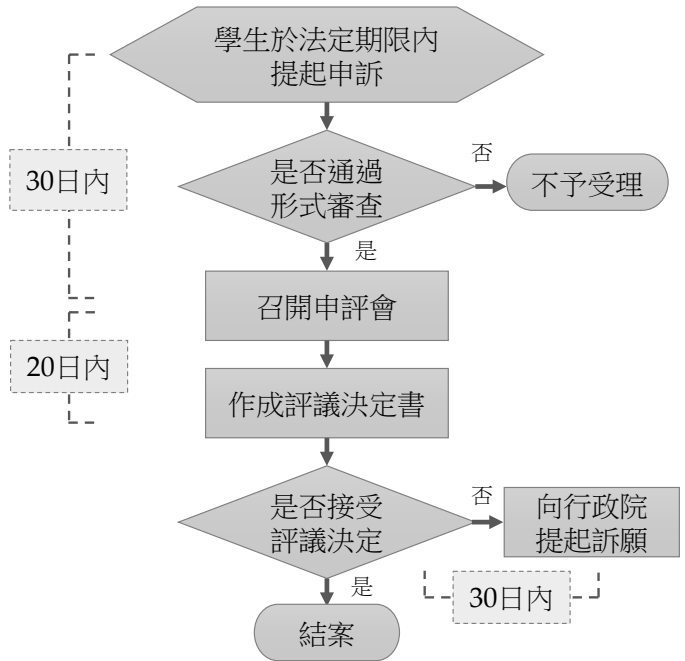 學生於法定期限內
提起申訴
30日內
是否通過
形式審查
否
不予受理
是
召開申評會
20日內
作成評議決定書
是否接受
評議決定
否
向行政院
提起訴願
是
30日內
結案